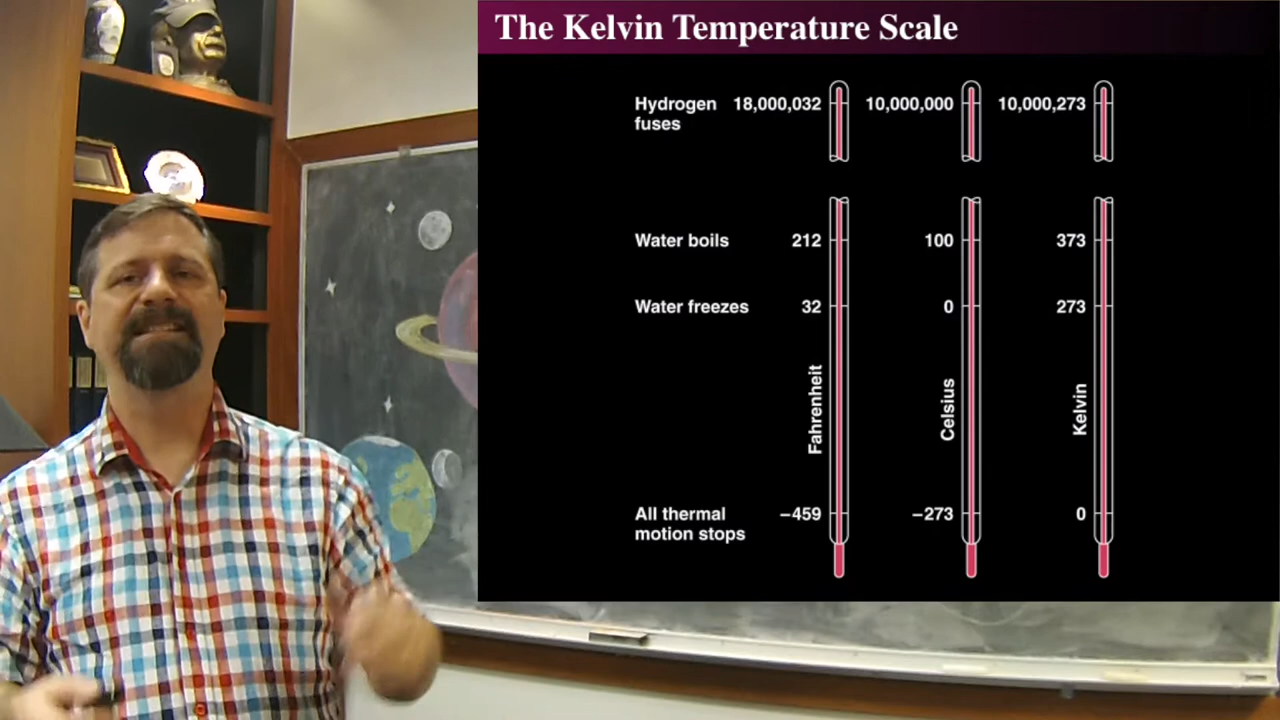 The Kelvin Temperature Scale
Hydrogen fuses 18,000,032 10,000,000 10,000,273
Water boils 212 100 373
Water freezes 32 0 273
Fahrenheit Celsius Kelvin
All thermal motion stops −459 −273 0